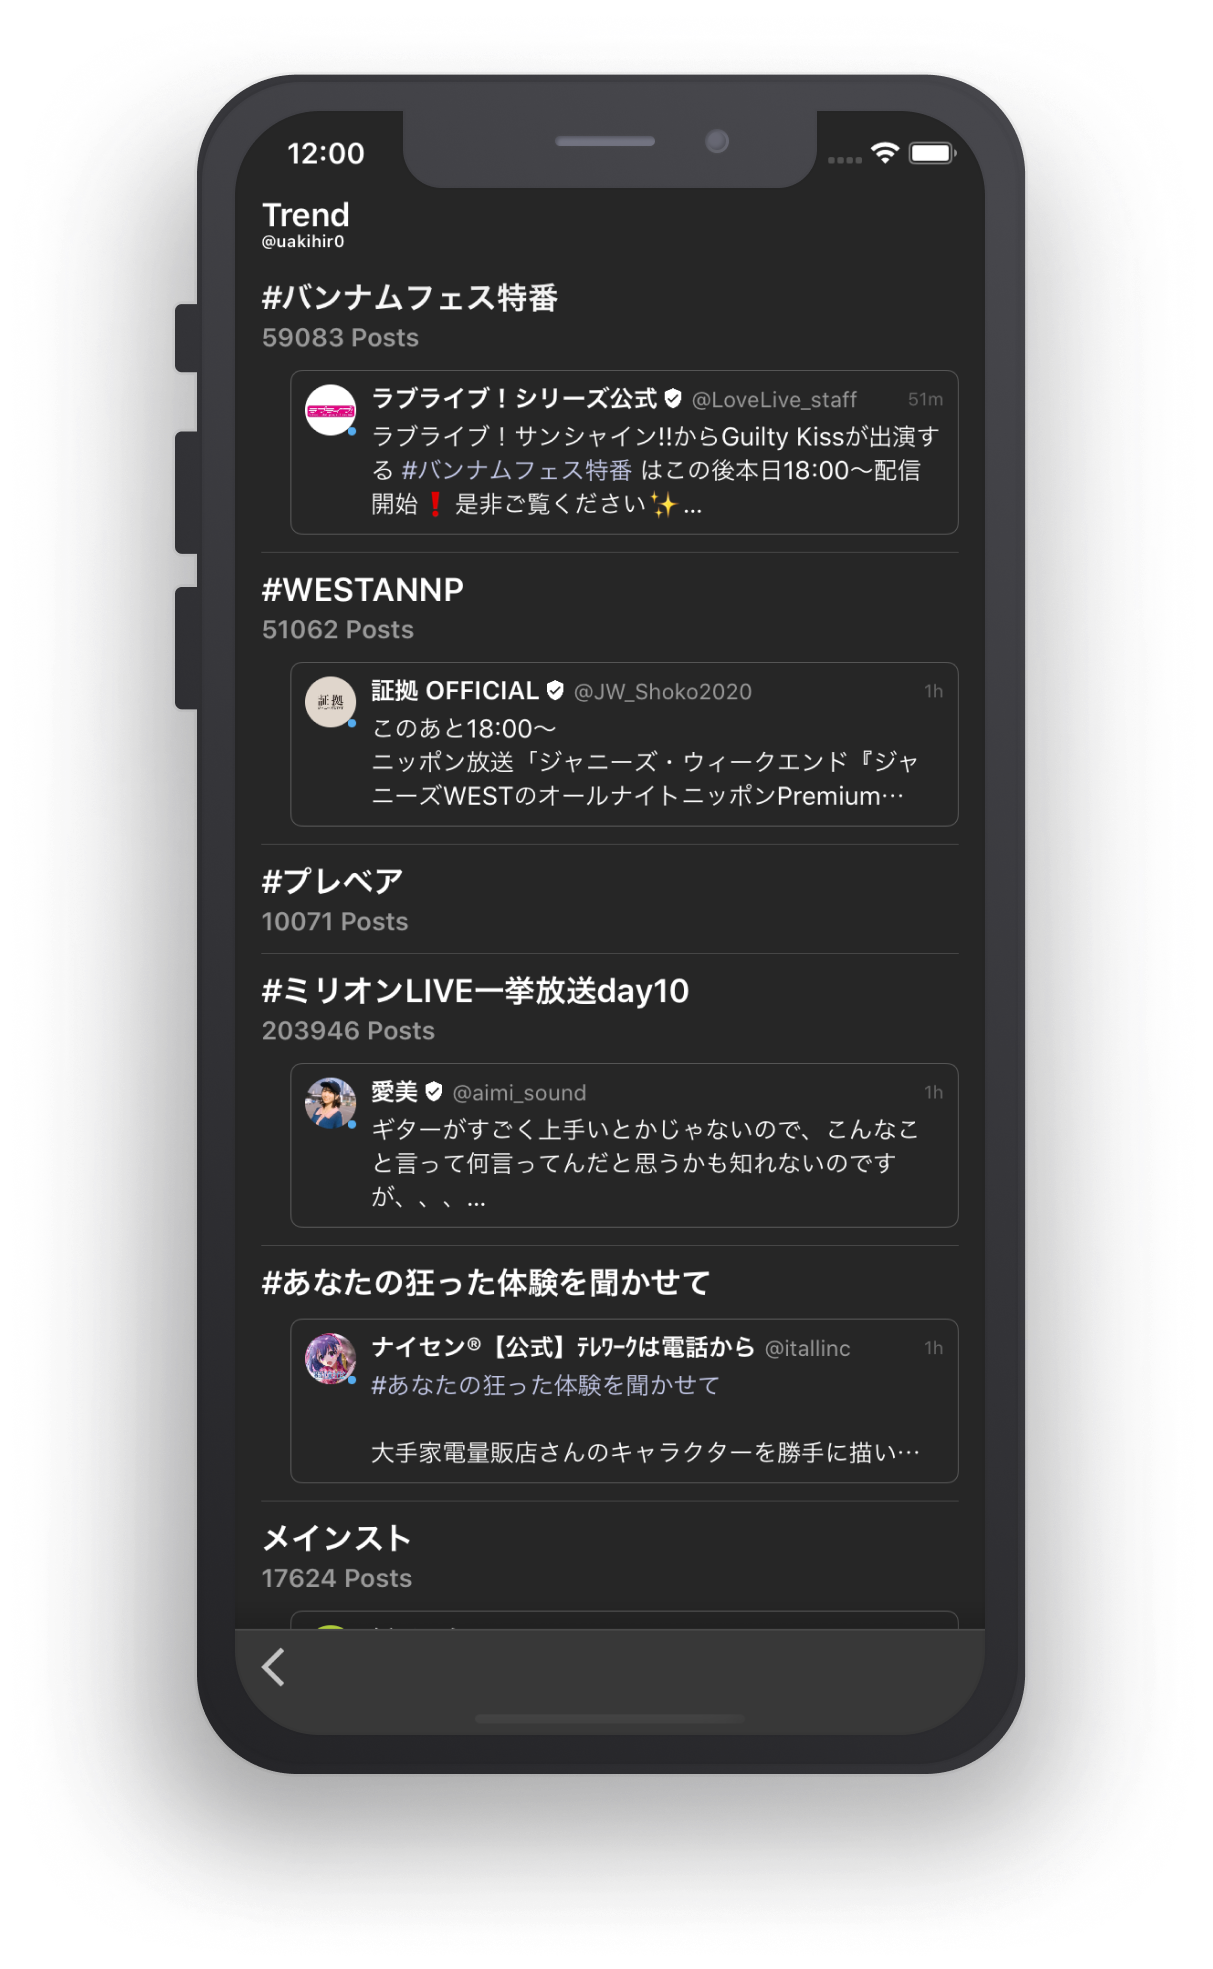 12:00
Trend
@uakihir0
#バンナムフェス特番
59083 Posts
ラブライブ！シリーズ公式 @LoveLive_staff 51m
ラブライブ！サンシャイン!!からGuilty Kissが出演す
る #バンナムフェス特番 はこの後本日18:00〜配信
開始❗是非ご覧ください✨...
#WESTANNP
51062 Posts
証拠
証拠 OFFICIAL @JW_Shoko2020 1h
このあと18:00〜
ニッポン放送「ジャニーズ・ウィークエンド『ジャ
ニーズWESTのオールナイトニッポンPremium…
#プレベア
10071 Posts
#ミリオンLIVE一挙放送day10
203946 Posts
愛美 @aimi_sound 1h
ギターがすごく上手いとかじゃないので、こんなこ
と言って何言ってんだと思うかも知れないのです
が、、、...
#あなたの狂った体験を聞かせて
ナイセン®【公式】ﾃﾚﾜｰｸは電話から @itallinc 1h
#あなたの狂った体験を聞かせて
大手家電量販店さんのキャラクターを勝手に描い…
メインスト
17624 Posts